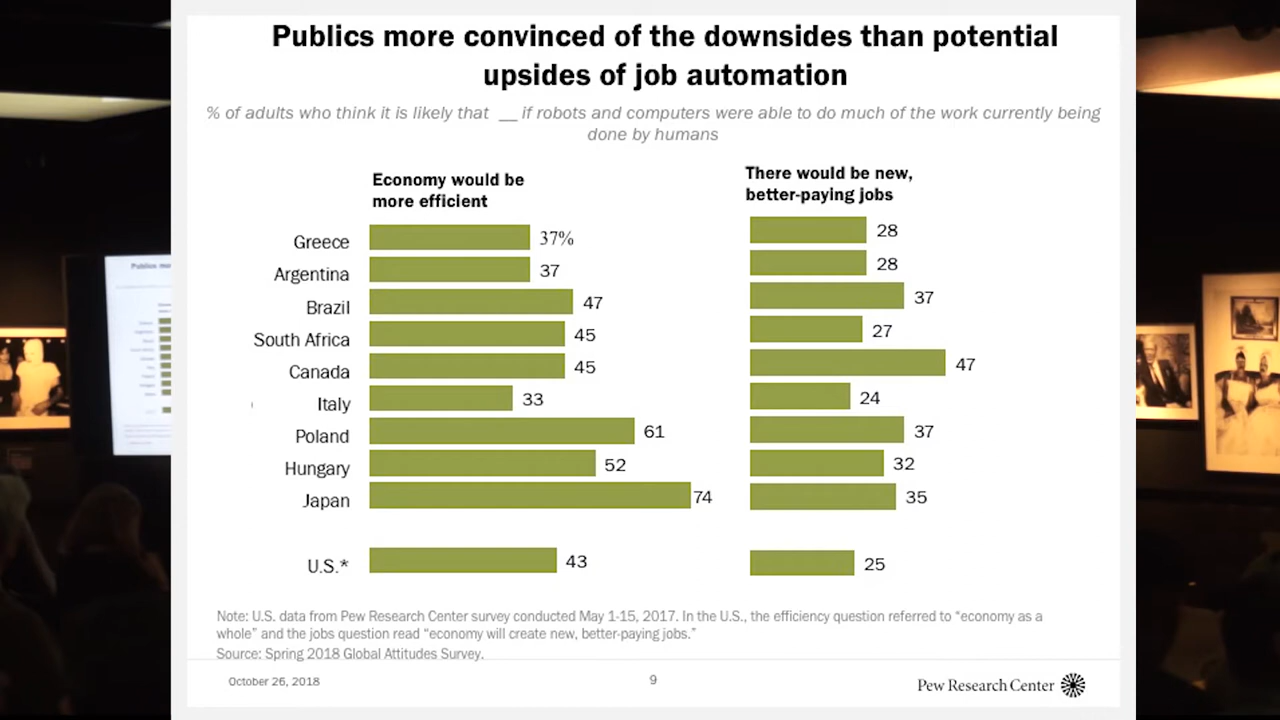 Publics more convinced of the downsides than potential
upsides of job automation
% of adults who think it is likely that __ if robots and computers were able to do much of the work currently being
done by humans
Economy would be
more efficient
There would be new,
better-paying jobs
Greece 37% 28
Argentina 37 28
Brazil 47 37
South Africa 45 27
Canada 45 47
Italy 33 24
Poland 61 37
Hungary 52 32
Japan 74 35
U.S.* 43 25
Note: U.S. data from Pew Research Center survey conducted May 1-15, 2017. In the U.S., the efficiency question referred to “economy as a
whole” and the jobs question read “economy will create new, better-paying jobs.”
Source: Spring 2018 Global Attitudes Survey.
October 26, 2018
9
Pew Research Center